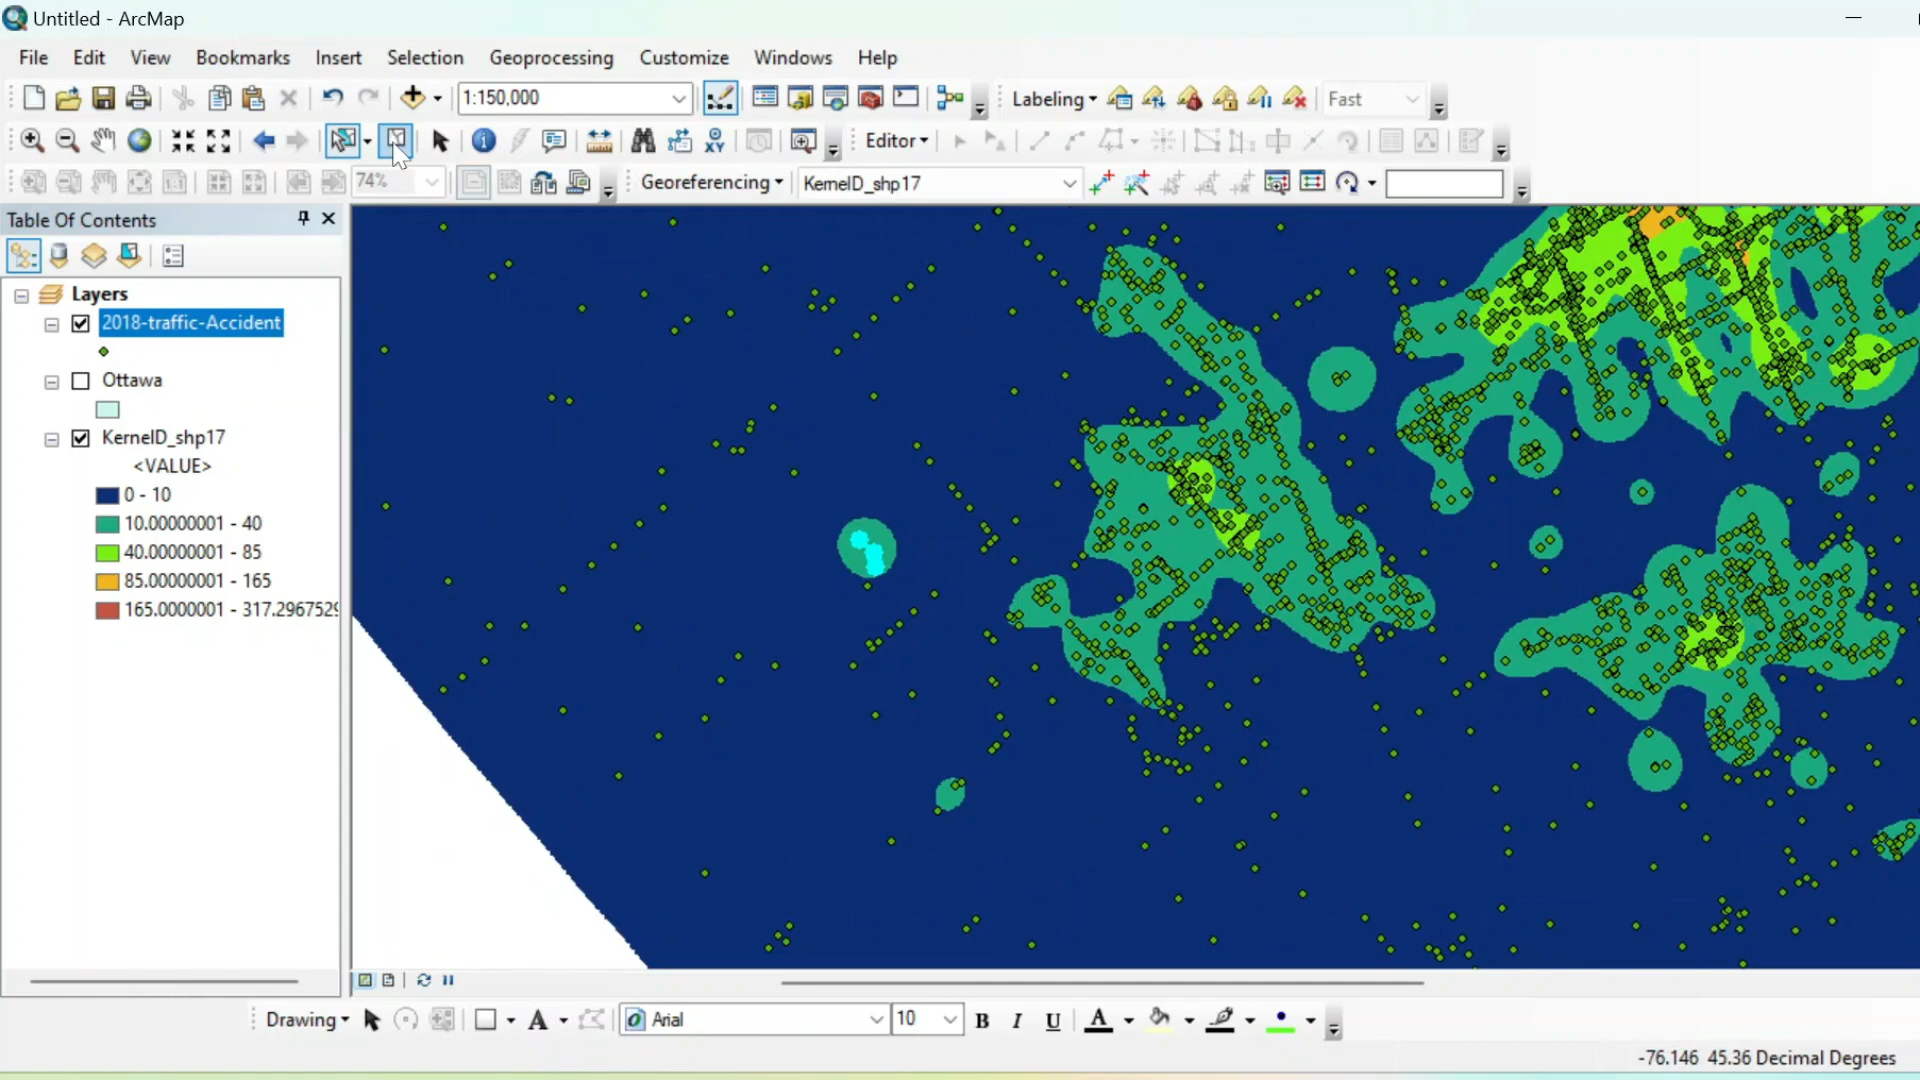 Untitled - ArcMap
File Edit View Bookmarks Insert Selection Geoprocessing Customize Windows Help
1:150,000 Labeling Fast
Editor
74% Georeferencing KernelD_shp17
Table Of Contents
Layers
2018-traffic-Accident
Ottawa
KernelD_shp17
<VALUE>
0 - 10
10.00000001 - 40
40.00000001 - 85
85.00000001 - 165
165.0000001 - 317.2967529
Drawing A Arial 10 B I U A
-76.146 45.36 Decimal Degrees